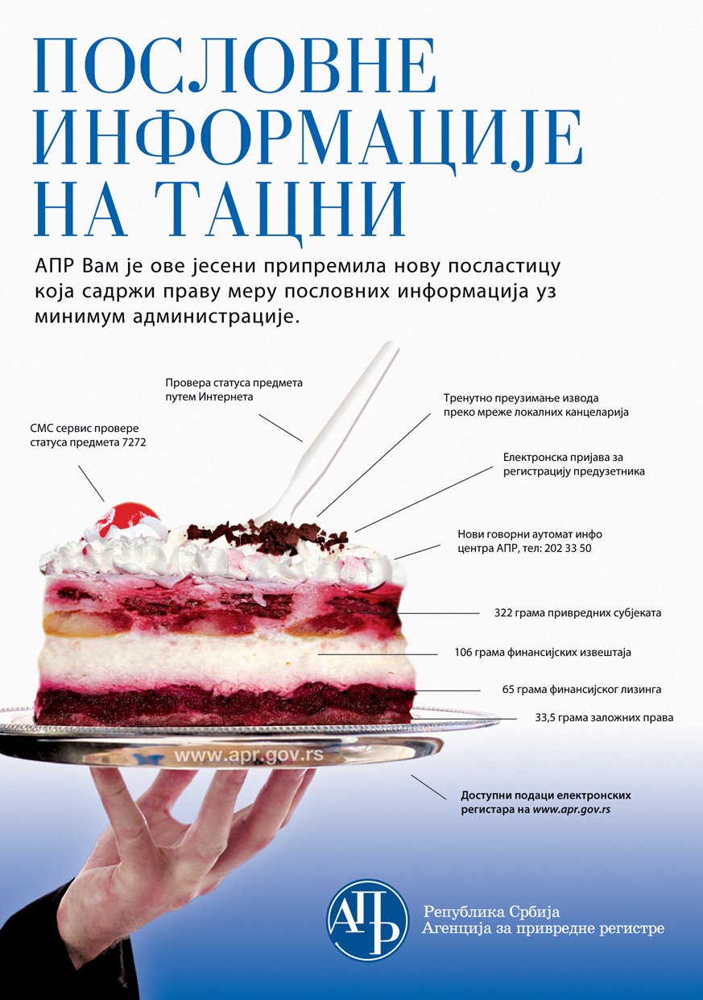 ПОСЛОВНЕ
ИНФОРМАЦИЈЕ
НА ТАЦНИ
АПР Вам је ове јесени припремила нову посластицу
која садржи праву меру пословних информација уз
минимум администрације.
Провера статуса предмета
путем Интернета
Тренутно преузимање извода
преко мреже локалних канцеларија
СМС сервис провере
статуса предмета 7272
Електронска пријава за
регистрацију предузетника
Нови говорни аутомат инфо
центра АПР, тел: 202 33 50
322 грама привредних субјеката
106 грама финансијских извештаја
65 грама финансијског лизинга
33,5 грама заложних права
www.apr.gov.rs
Доступни подаци електронских
регистара на www.apr.gov.rs
АПР
Република Србија
Агенција за привредне регистре